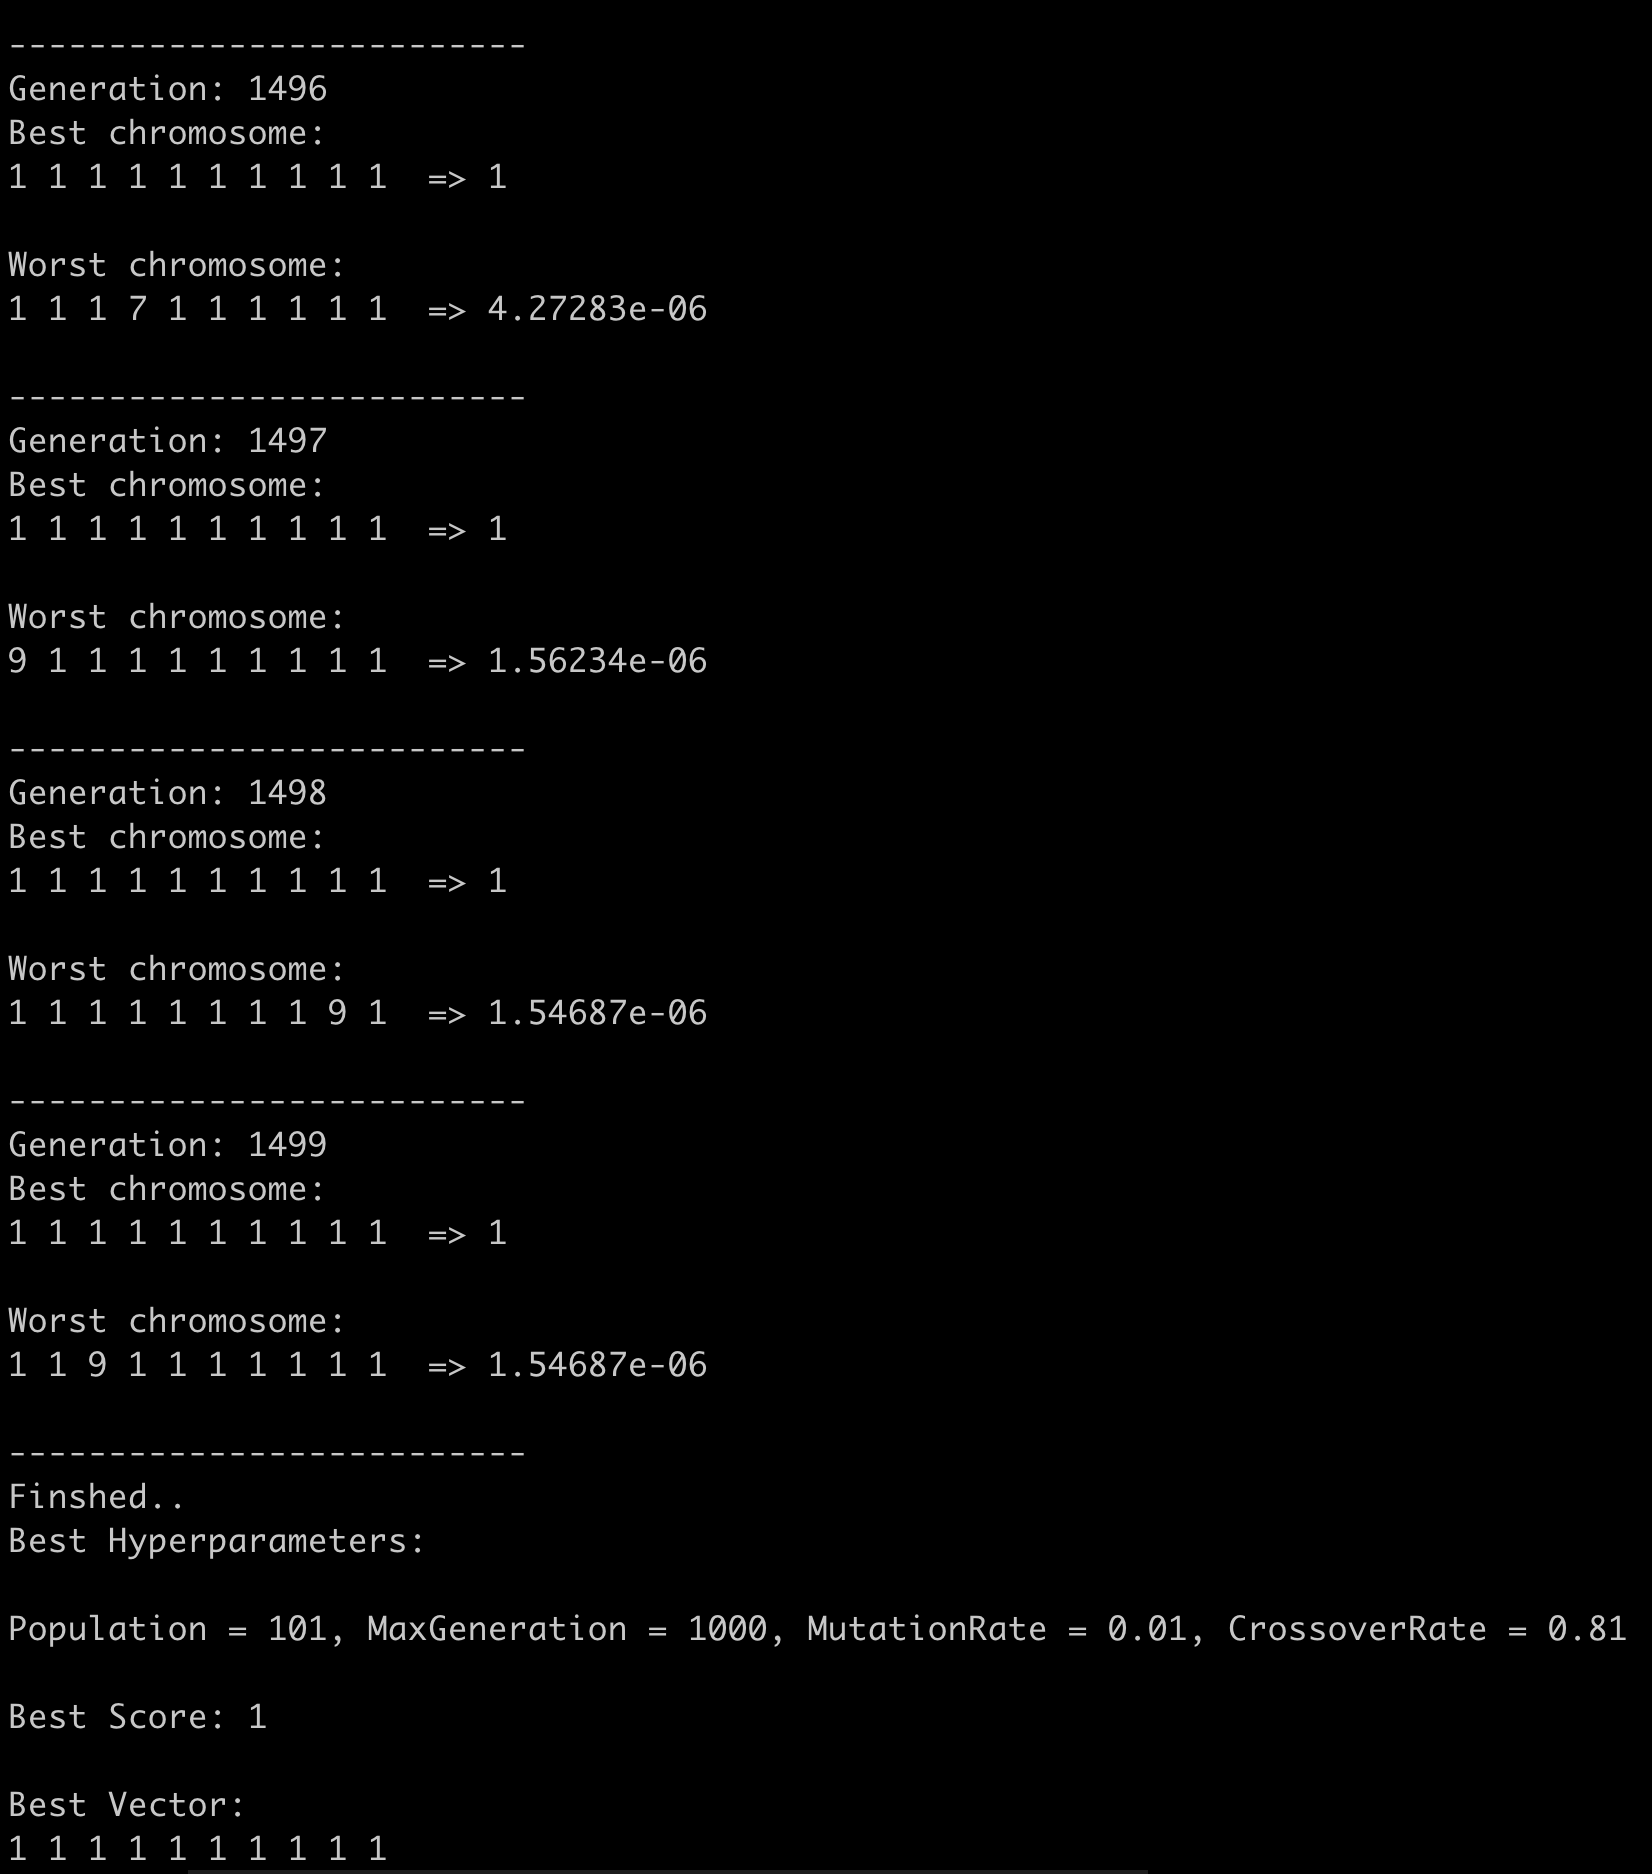 --------------------------
Generation: 1496
Best chromosome:
1 1 1 1 1 1 1 1 1 1  => 1
Worst chromosome:
1 1 1 7 1 1 1 1 1 1  => 4.27283e-06
--------------------------
Generation: 1497
Best chromosome:
1 1 1 1 1 1 1 1 1 1  => 1
Worst chromosome:
9 1 1 1 1 1 1 1 1 1  => 1.56234e-06
--------------------------
Generation: 1498
Best chromosome:
1 1 1 1 1 1 1 1 1 1  => 1
Worst chromosome:
1 1 1 1 1 1 1 1 9 1  => 1.54687e-06
--------------------------
Generation: 1499
Best chromosome:
1 1 1 1 1 1 1 1 1 1  => 1
Worst chromosome:
1 1 9 1 1 1 1 1 1 1  => 1.54687e-06
--------------------------
Finshed..
Best Hyperparameters:
Population = 101, MaxGeneration = 1000, MutationRate = 0.01, CrossoverRate = 0.81
Best Score: 1
Best Vector:
1 1 1 1 1 1 1 1 1 1